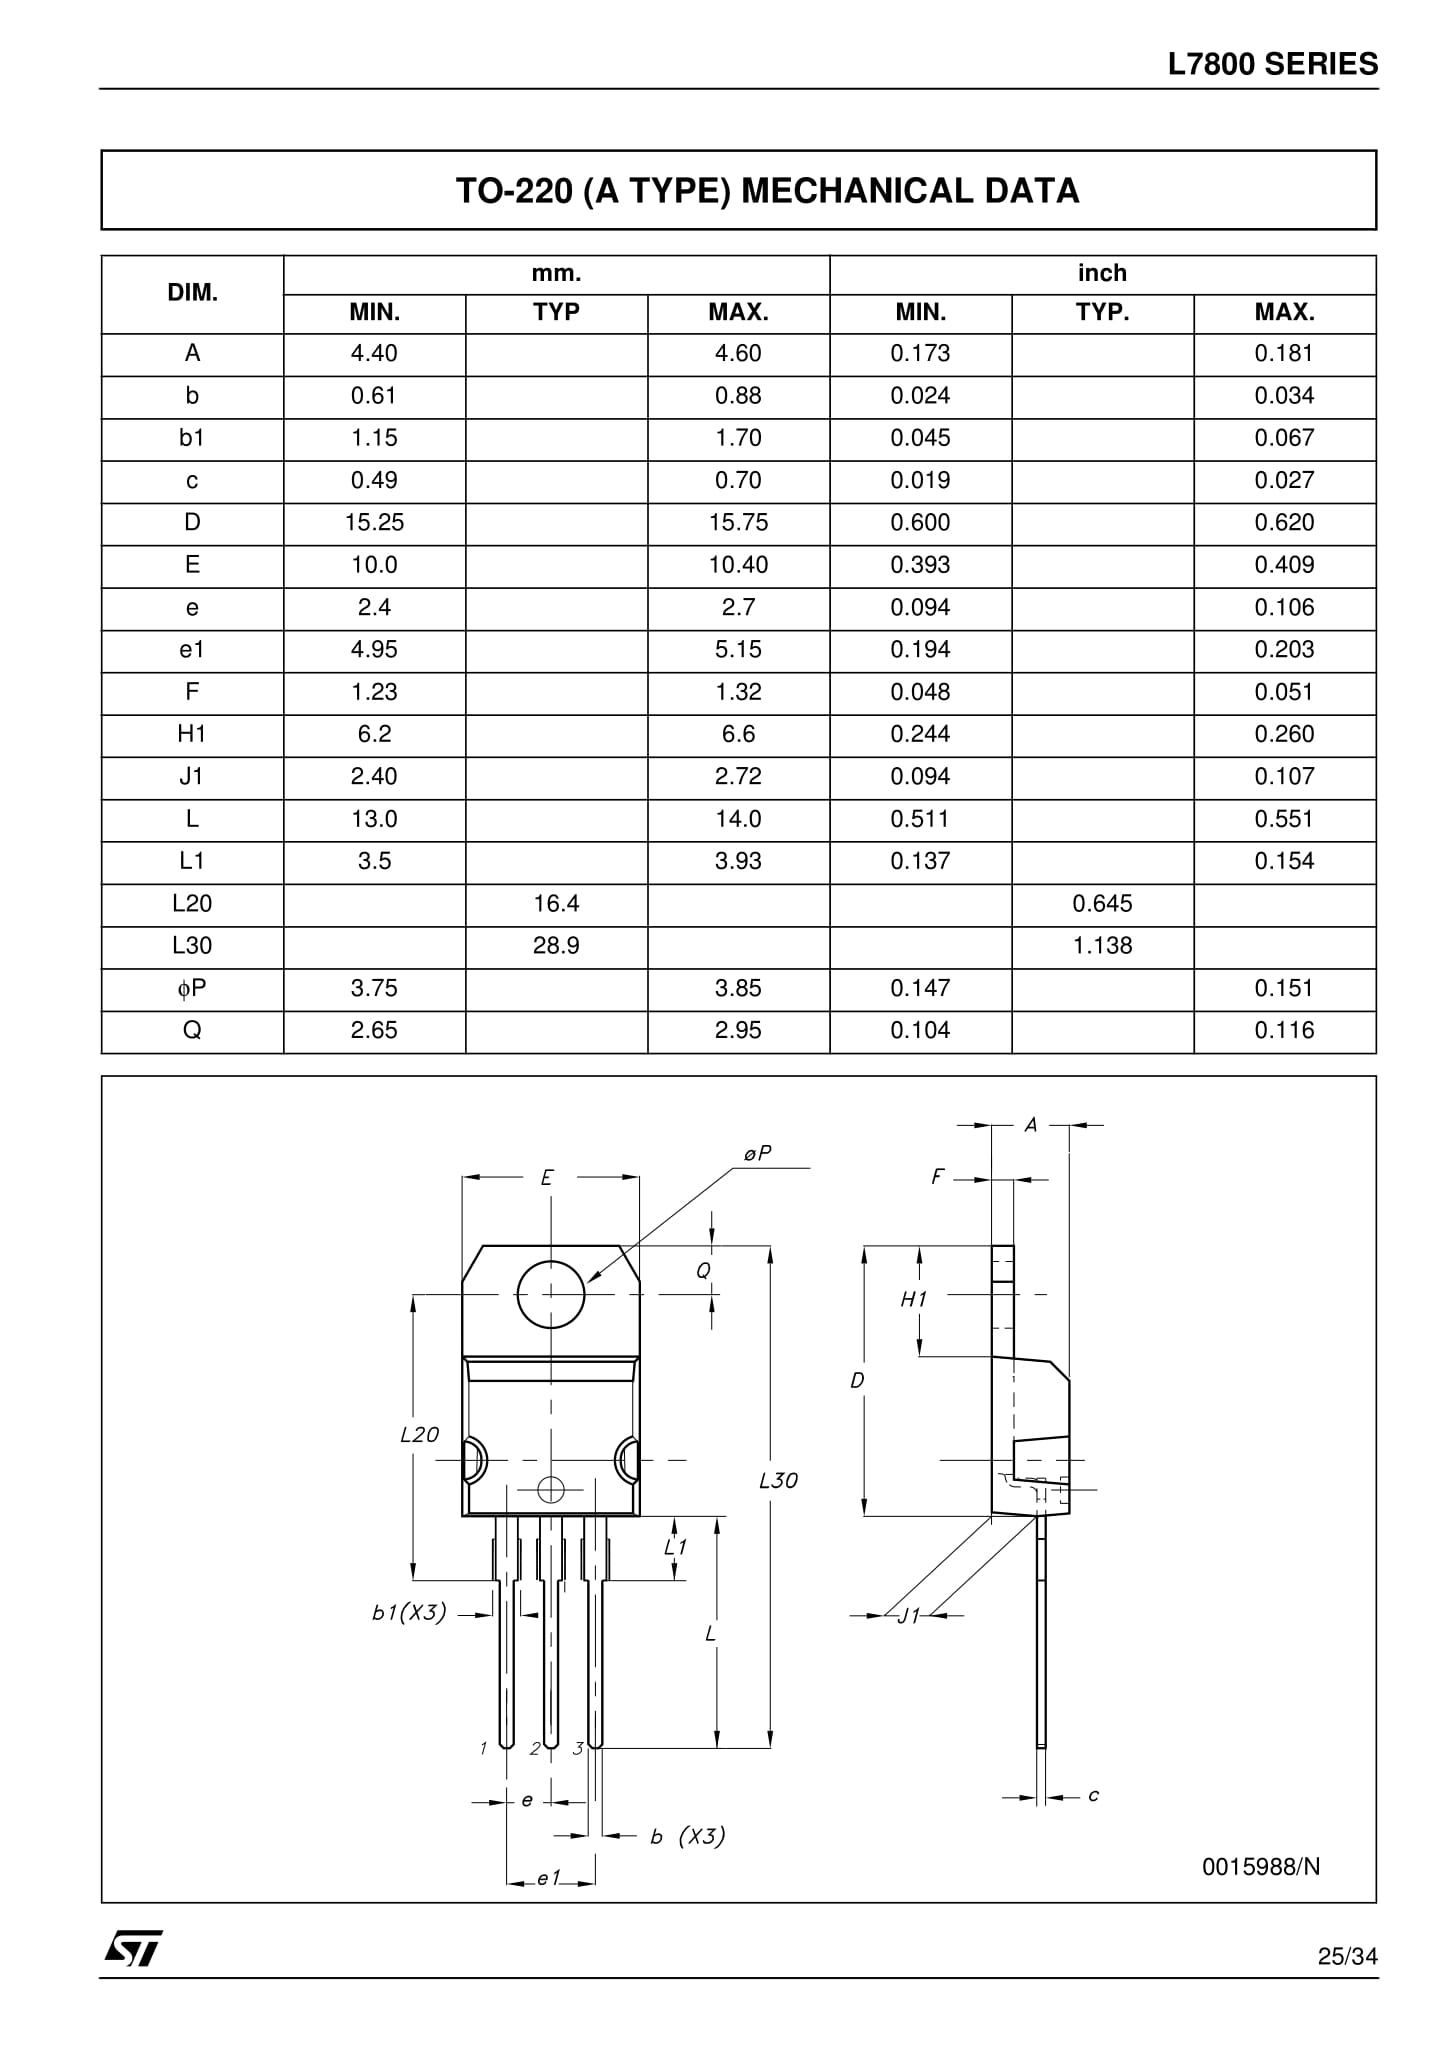 L7800 SERIES
TO-220 (A TYPE) MECHANICAL DATA
DIM. mm. inch
MIN. TYP MAX. MIN. TYP. MAX.
A 4.40 4.60 0.173 0.181
b 0.61 0.88 0.024 0.034
b1 1.15 1.70 0.045 0.067
c 0.49 0.70 0.019 0.027
D 15.25 15.75 0.600 0.620
E 10.0 10.40 0.393 0.409
e 2.4 2.7 0.094 0.106
e1 4.95 5.15 0.194 0.203
F 1.23 1.32 0.048 0.051
H1 6.2 6.6 0.244 0.260
J1 2.40 2.72 0.094 0.107
L 13.0 14.0 0.511 0.551
L1 3.5 3.93 0.137 0.154
L20 16.4 0.645
L30 28.9 1.138
ϕP 3.75 3.85 0.147 0.151
Q 2.65 2.95 0.104 0.116
A
øP
E
F
Q
H1
D
L20
L30
L1
b1(X3)
J1
L
1 2 3
e
c
b (X3)
e1
0015988/N
ST
25/34